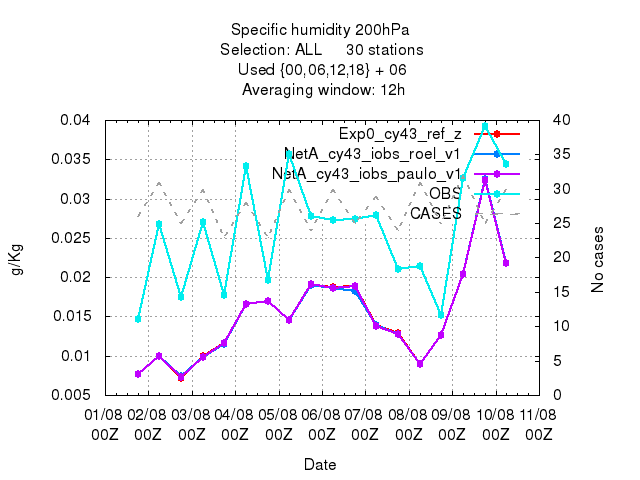 Specific humidity 200hPa
Selection: ALL 30 stations
Used {00,06,12,18} + 06
Averaging window: 12h
0.04
0.035
0.03
0.025
0.02
0.015
0.01
0.005
g/Kg
40
35
30
25
20
15
10
5
0
No cases
Exp0_cy43_ref_z
NetA_cy43_iobs_roel_v1
NetA_cy43_iobs_paulo_v1
OBS
CASES
01/08 02/08 03/08 04/08 05/08 06/08 07/08 08/08 09/08 10/08 11/08
00Z 00Z 00Z 00Z 00Z 00Z 00Z 00Z 00Z 00Z 00Z
Date